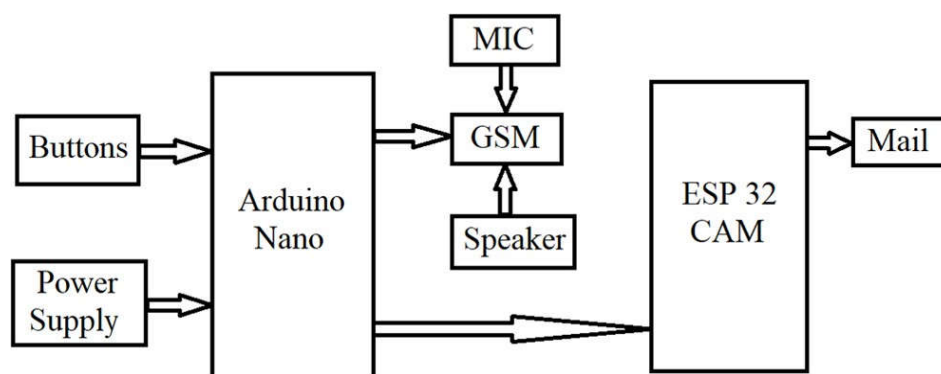 MIC
Buttons
GSM
Mail
Arduino
Nano
ESP 32
CAM
Speaker
Power
Supply